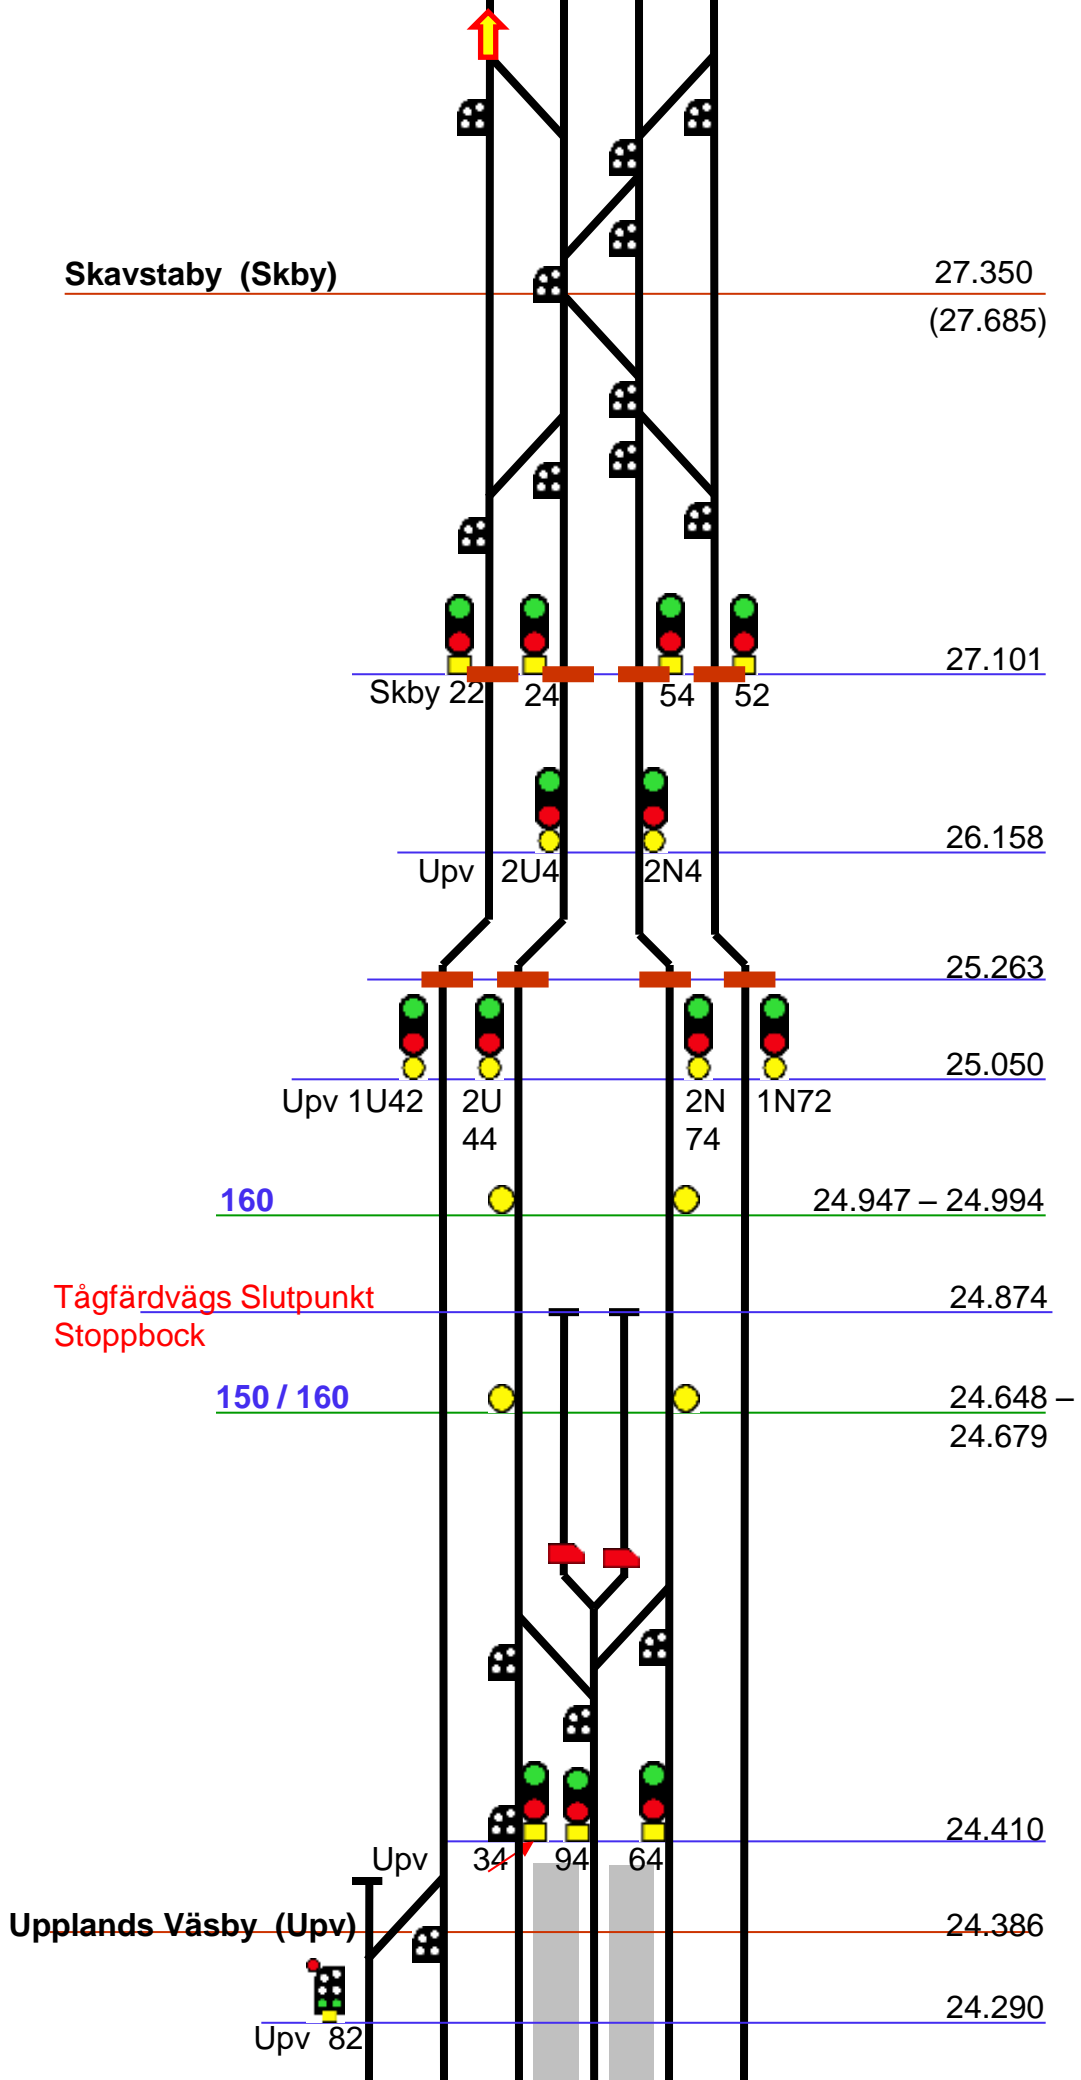 Skavstaby (Skby) 27.350
(27.685)
27.101
Skby 22 24 54 52
26.158
Upv 2U4 2N4
25.263
25.050
Upv 1U42 2U 2N 1N72
44 74
160 24.947 – 24.994
Tågfärdvägs Slutpunkt 24.874
Stoppbock
150 / 160 24.648 –
24.679
24.410
Upv 34 94 64
Upplands Väsby (Upv) 24.386
24.290
Upv 82